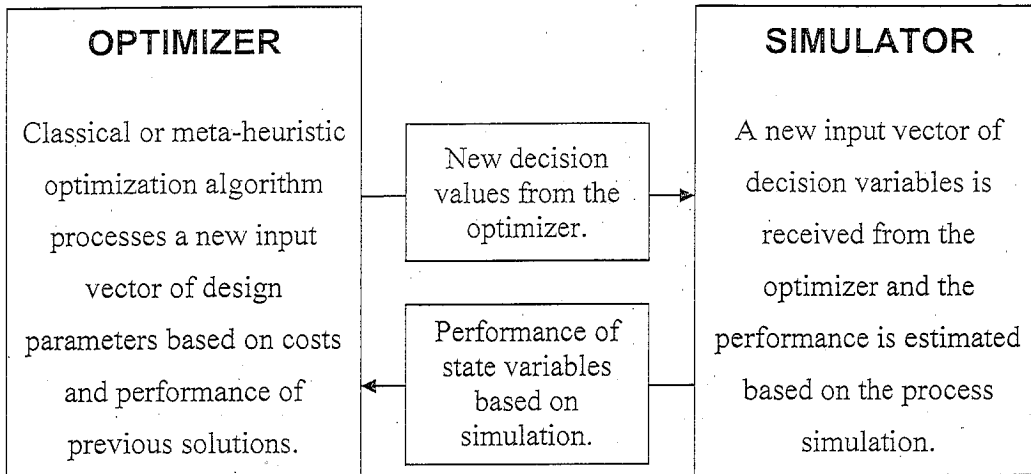 OPTIMIZER
Classical or meta-heuristic
optimization algorithm
processes a new input
vector of design
parameters based on costs
and performance of
previous solutions.
New decision
values from the
optimizer.
Performance of
state variables
based on
simulation.
SIMULATOR
A new input vector of
decision variables is
received from the
optimizer and the
performance is estimated
based on the process
simulation.